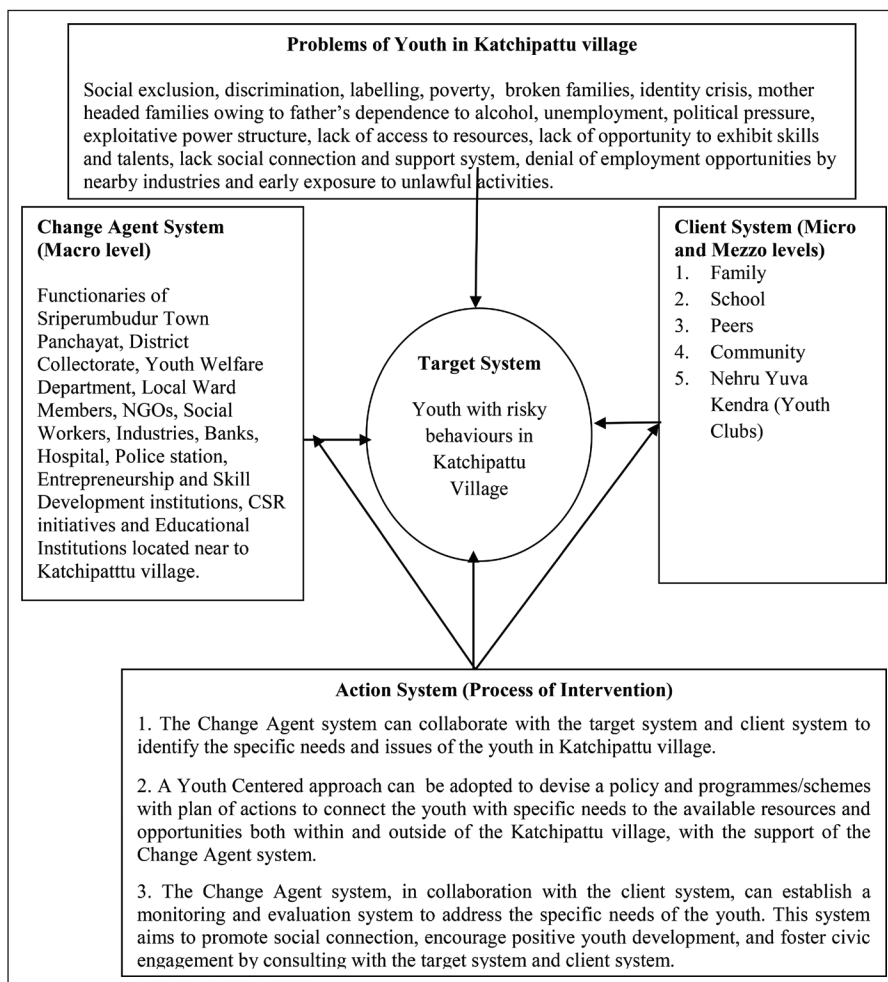 Problems of Youth in Katchipattu village
Social exclusion, discrimination, labelling, poverty, broken families, identity crisis, mother
headed families owing to father's dependence to alcohol, unemployment, political pressure,
exploitative power structure, lack of access to resources, lack of opportunity to exhibit skills
and talents, lack social connection and support system, denial of employment opportunities by
nearby industries and early exposure to unlawful activities.
Change Agent System
(Macro level)
Functionaries of
Sriperumbudur Town
Panchayat, District
Collectorate, Youth Welfare
Department, Local Ward
Members, NGOs, Social
Workers, Industries, Banks,
Hospital, Police station,
Entrepreneurship and Skill
Development institutions, CSR
initiatives and Educational
Institutions located near to
Katchipatttu village.
Target System
Youth with risky
behaviours in
Katchipattu
Village
Client System (Micro
and Mezzo levels)
1. Family
2. School
3. Peers
4. Community
5. Nehru Yuva
Kendra (Youth
Clubs)
Action System (Process of Intervention)
1. The Change Agent system can collaborate with the target system and client system to
identify the specific needs and issues of the youth in Katchipattu village.
2. A Youth Centered approach can be adopted to devise a policy and programmes/schemes
with plan of actions to connect the youth with specific needs to the available resources and
opportunities both within and outside of the Katchipattu village, with the support of the
Change Agent system.
3. The Change Agent system, in collaboration with the client system, can establish a
monitoring and evaluation system to address the specific needs of the youth. This system
aims to promote social connection, encourage positive youth development, and foster civic
engagement by consulting with the target system and client system.